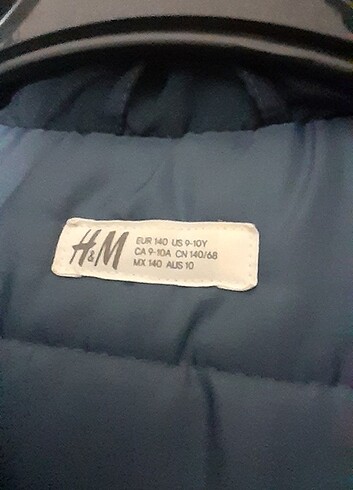 H&M
EUR 140 US 9-10Y
CA 9-10A CN 140/68
MX 140 AUS 10